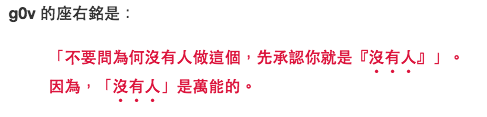 g0v 的座右銘是：
「不要問為何沒有人做這個，先承認你就是『沒有人』」。
因為，「沒有人」是萬能的。